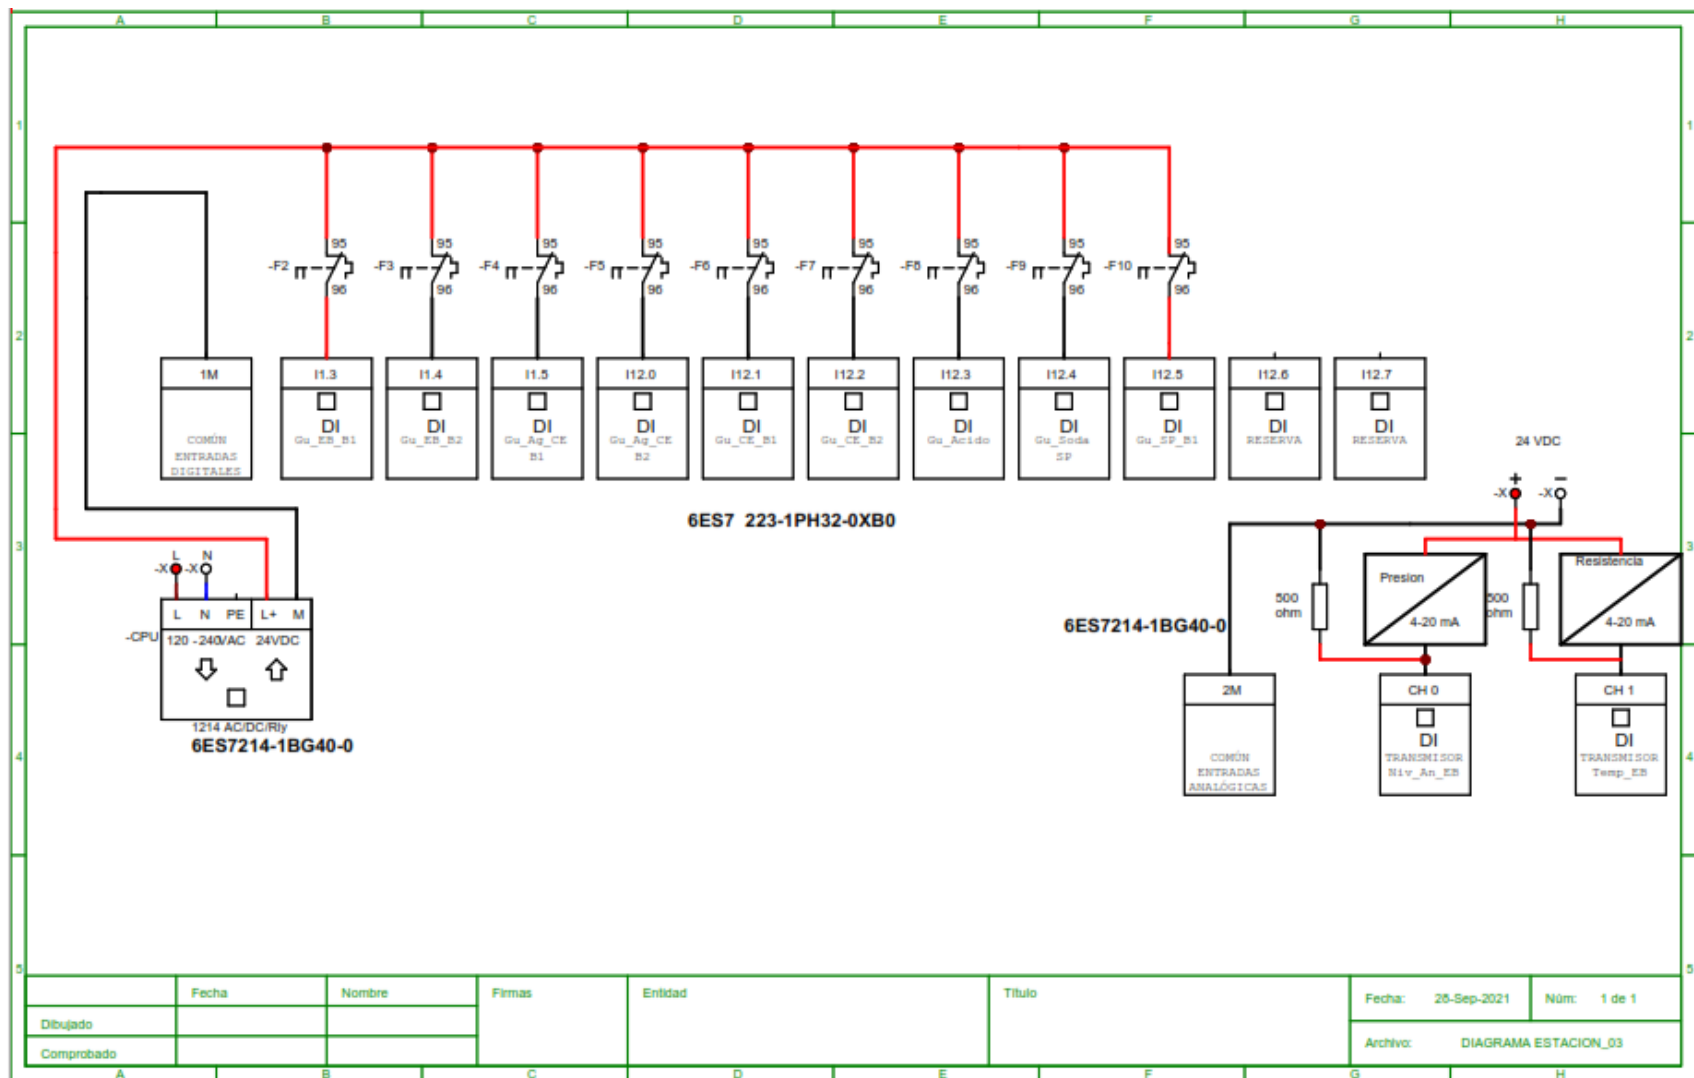 A B C D E F G H
1 1
95 95 95 95 95 95 95 95 95
-F2 -F3 -F4 -F5 -F6 -F7 -F8 -F9 -F10
96 96 96 96 96 96 96 96 96
2 2
1M I1.3 I1.4 I1.5 I12.0 I12.1 I12.2 I12.3 I12.4 I12.5 I12.6 I12.7
DI DI DI DI DI DI DI DI DI DI DI
COMÚN Gu_EB_B1 Gu_EB_B2 Gu_Ag_CE Gu_Ag_CE Gu_CE_B1 Gu_CE_B2 Gu_Acido Gu_Soda Gu_SP_B1 RESERVA RESERVA
ENTRADAS B1 B2 SP
DIGITALES
24 VDC
+ −
-X -X
6ES7 223-1PH32-0XB0
3 3
L N
-X -X
L N PE L+ M
-CPU 120 -240VAC 24VDC
1214 AC/DC/Rly
6ES7214-1BG40-0
Presion Resistencia
500 500
ohm ohm
4-20 mA 4-20 mA
6ES7214-1BG40-0
2M CH 0 CH 1
DI DI
COMÚN TRANSMISOR TRANSMISOR
ENTRADAS Niv_An_EB Temp_EB
ANALÓGICAS
4 4
5 5
Fecha Nombre Firmas Entidad Título Fecha: 26-Sep-2021 Núm: 1 de 1
Dibujado
Comprobado Archivo: DIAGRAMA ESTACION_03
A B C D E F G H